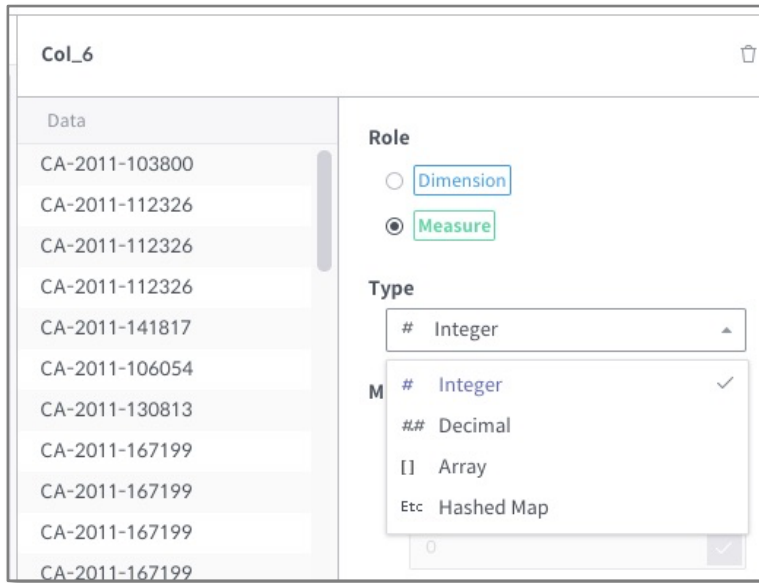 Col_6
Data
CA-2011-103800
CA-2011-112326
CA-2011-112326
CA-2011-112326
CA-2011-141817
CA-2011-106054
CA-2011-130813
CA-2011-167199
CA-2011-167199
CA-2011-167199
CA-2011-167199
Role
Dimension
Measure
Type
# Integer
M
# Integer
#.# Decimal
[] Array
Etc Hashed Map
0